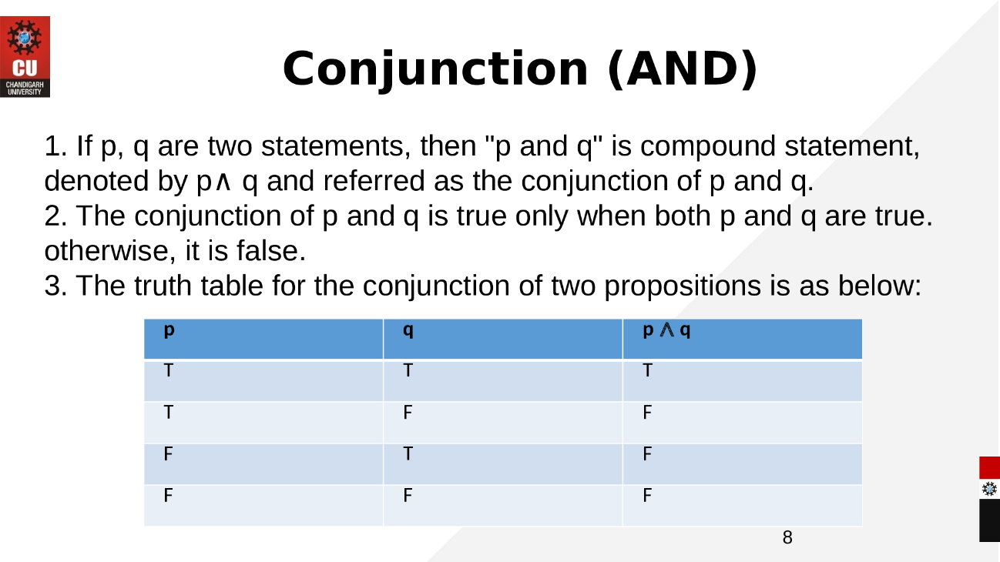 CU
CHANDIGARH
UNIVERSITY
Conjunction (AND)
1. If p, q are two statements, then "p and q" is compound statement,
denoted by p∧ q and referred as the conjunction of p and q.
2. The conjunction of p and q is true only when both p and q are true.
otherwise, it is false.
3. The truth table for the conjunction of two propositions is as below:
p q p ∧ q
T T T
T F F
F T F
F F F
8